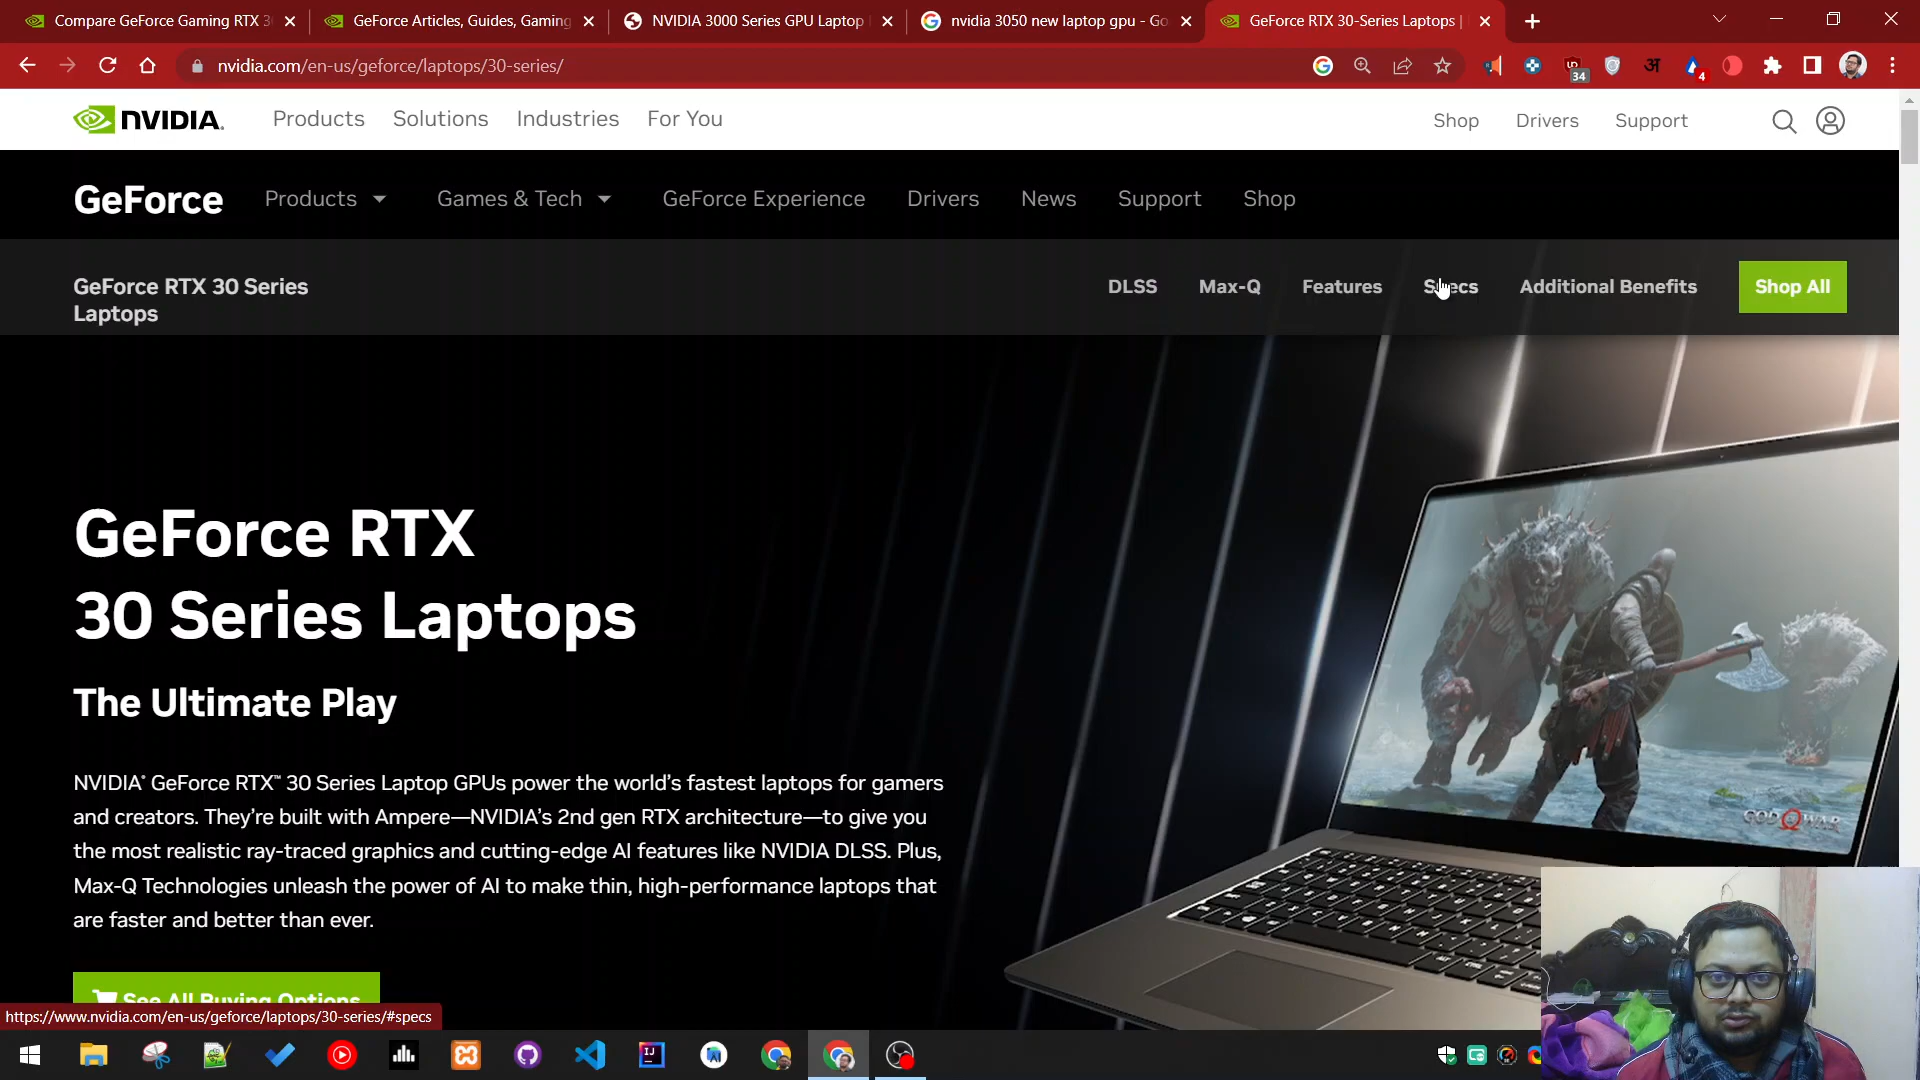 Compare GeForce Gaming RTX 3
GeForce Articles, Guides, Gaming
NVIDIA 3000 Series GPU Laptop
nvidia 3050 new laptop gpu - Go
GeForce RTX 30-Series Laptops |
nvidia.com/en-us/geforce/laptops/30-series/
34
अ
4
NVIDIA.
Products
Solutions
Industries
For You
Shop
Drivers
Support
GeForce
Products
Games & Tech
GeForce Experience
Drivers
News
Support
Shop
GeForce RTX 30 Series
Laptops
DLSS
Max-Q
Features
Specs
Additional Benefits
Shop All
GeForce RTX
30 Series Laptops
The Ultimate Play
NVIDIA® GeForce RTX™ 30 Series Laptop GPUs power the world's fastest laptops for gamers
and creators. They're built with Ampere—NVIDIA's 2nd gen RTX architecture—to give you
the most realistic ray-traced graphics and cutting-edge AI features like NVIDIA DLSS. Plus,
Max-Q Technologies unleash the power of AI to make thin, high-performance laptops that
are faster and better than ever.
GOD OF WAR
See All Buying Options
https://www.nvidia.com/en-us/geforce/laptops/30-series/#specs